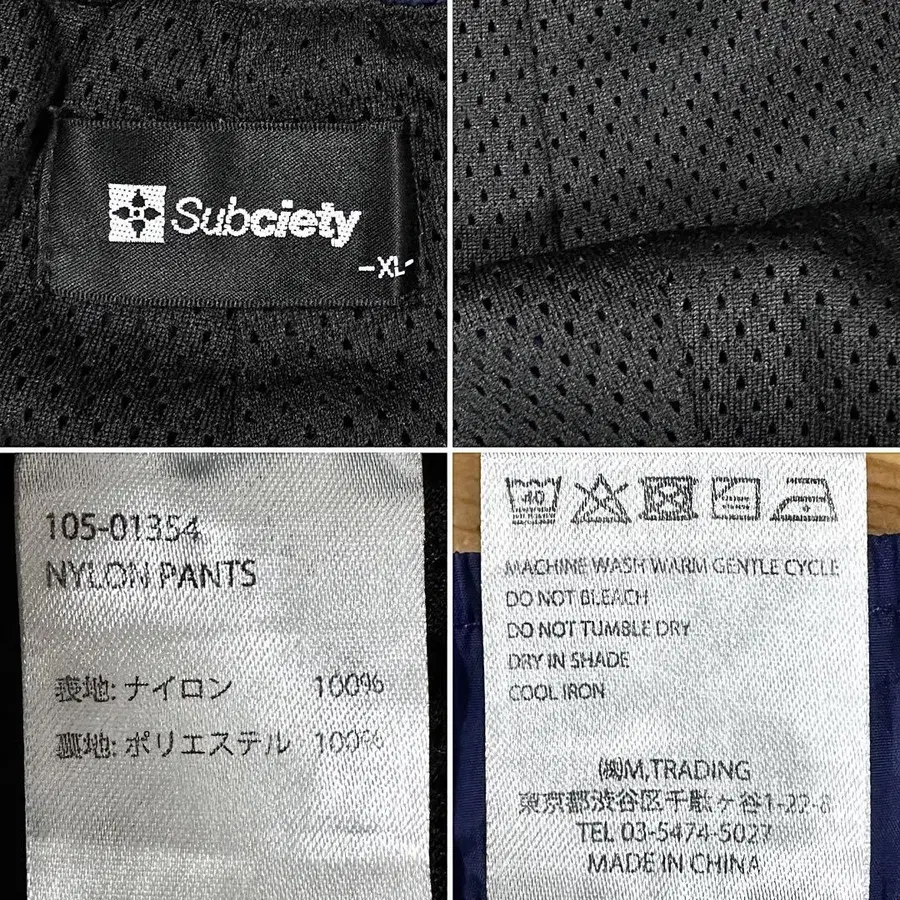 Subciety
-XL-
105-01354
NYLON PANTS
表地: ナイロン 100%
裏地: ポリエステル 100%
40
MACHINE WASH WARM GENTLE CYCLE
DO NOT BLEACH
DO NOT TUMBLE DRY
DRY IN SHADE
COOL IRON
(株)M,TRADING
東京都渋谷区千駄ヶ谷1-22-8
TEL 03-5474-5027
MADE IN CHINA